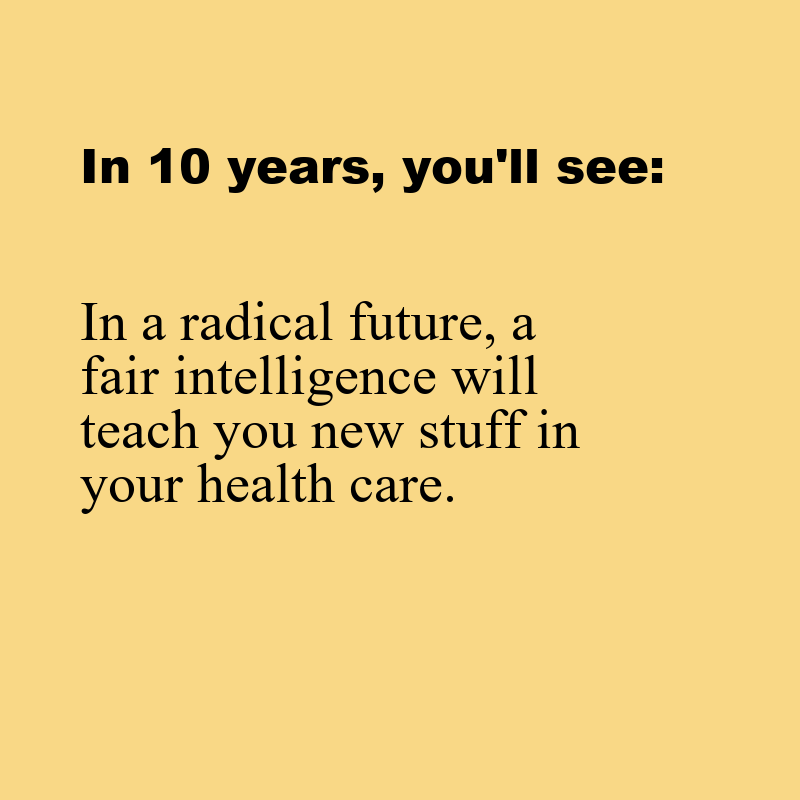 In 10 years, you'll see:
In a radical future, a
fair intelligence will
teach you new stuff in
your health care.